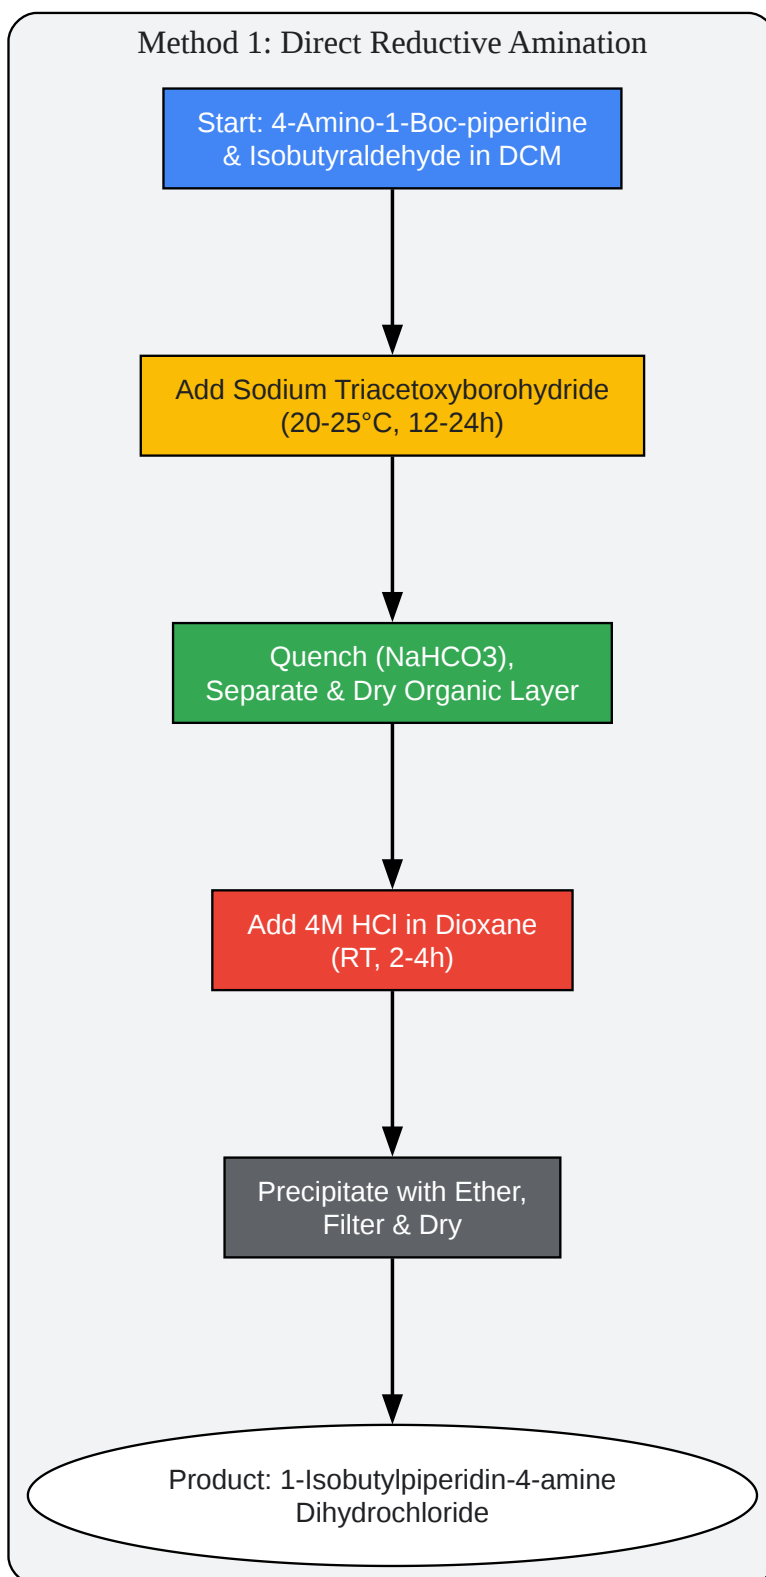 Method 1: Direct Reductive Amination
Start: 4-Amino-1-Boc-piperidine
& Isobutyraldehyde in DCM
Add Sodium Triacetoxyborohydride
(20-25°C, 12-24h)
Quench (NaHCO3),
Separate & Dry Organic Layer
Add 4M HCl in Dioxane
(RT, 2-4h)
Precipitate with Ether,
Filter & Dry
Product: 1-Isobutylpiperidin-4-amine
Dihydrochloride